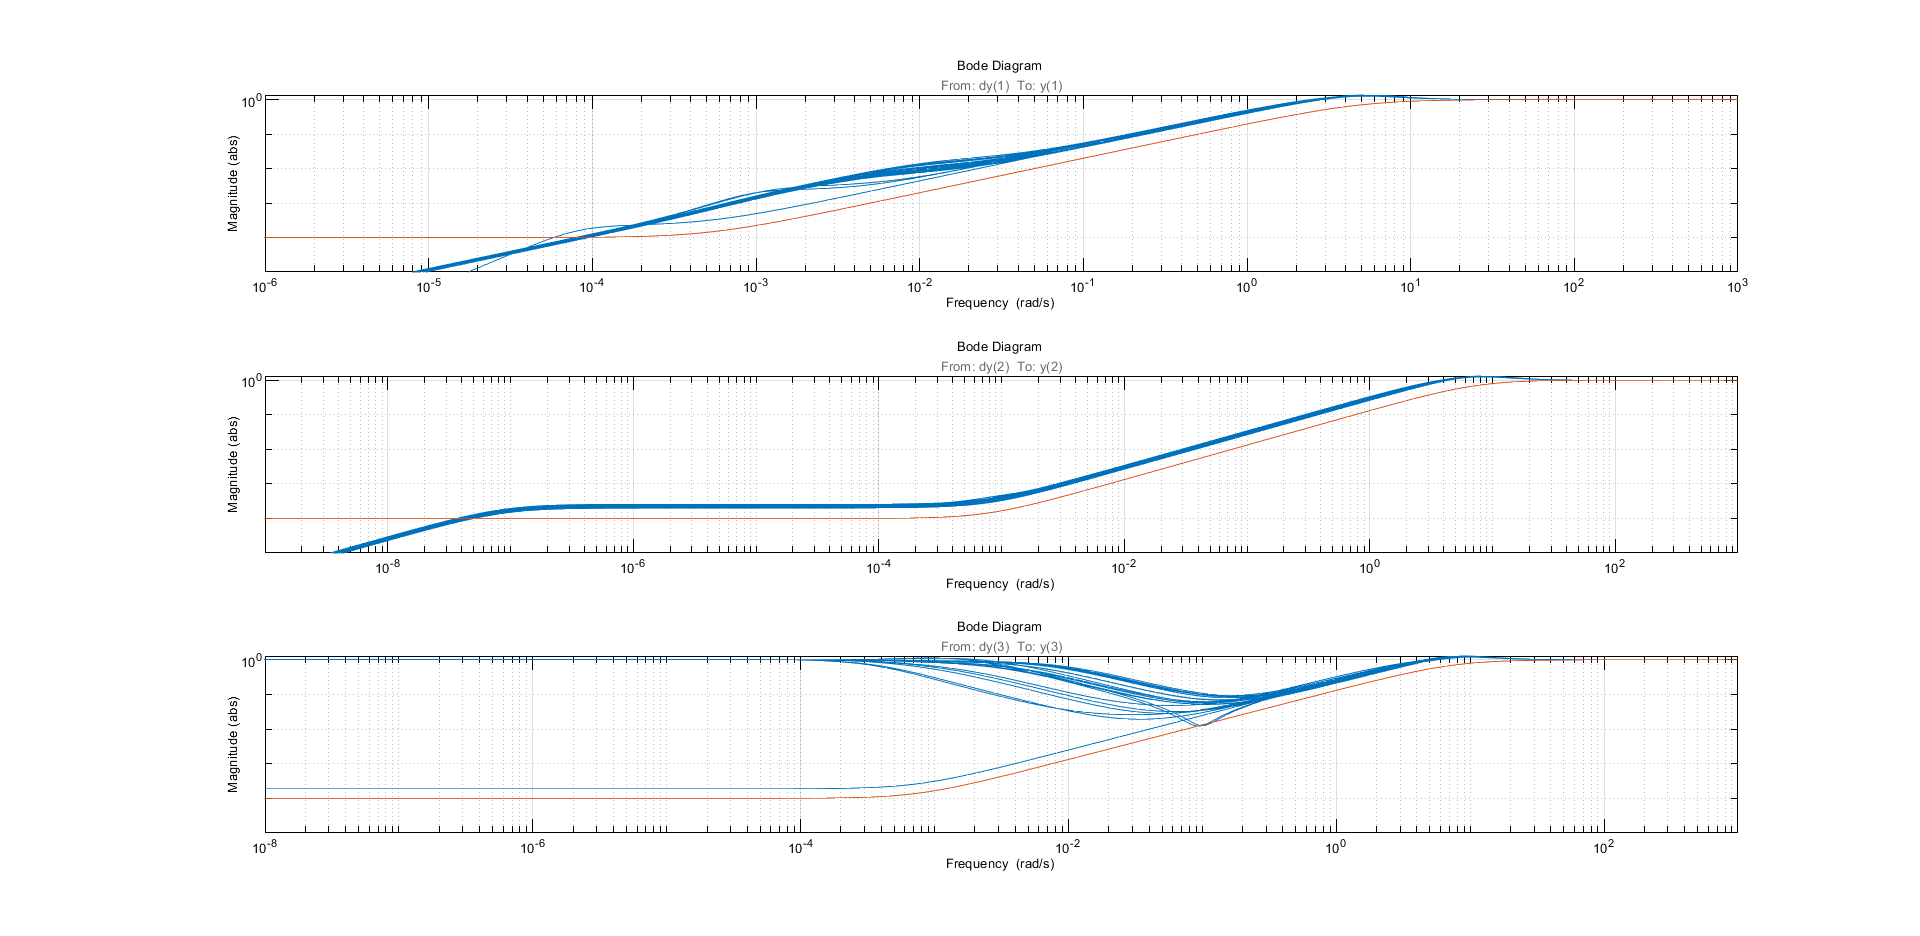 Bode Diagram
From: dy(1) To: y(1)
Magnitude (abs)
10^0
10^-6 10^-5 10^-4 10^-3 10^-2 10^-1 10^0 10^1 10^2 10^3
Frequency (rad/s)
Bode Diagram
From: dy(2) To: y(2)
Magnitude (abs)
10^0
10^-8 10^-6 10^-4 10^-2 10^0 10^2
Frequency (rad/s)
Bode Diagram
From: dy(3) To: y(3)
Magnitude (abs)
10^0
10^-8 10^-6 10^-4 10^-2 10^0 10^2
Frequency (rad/s)